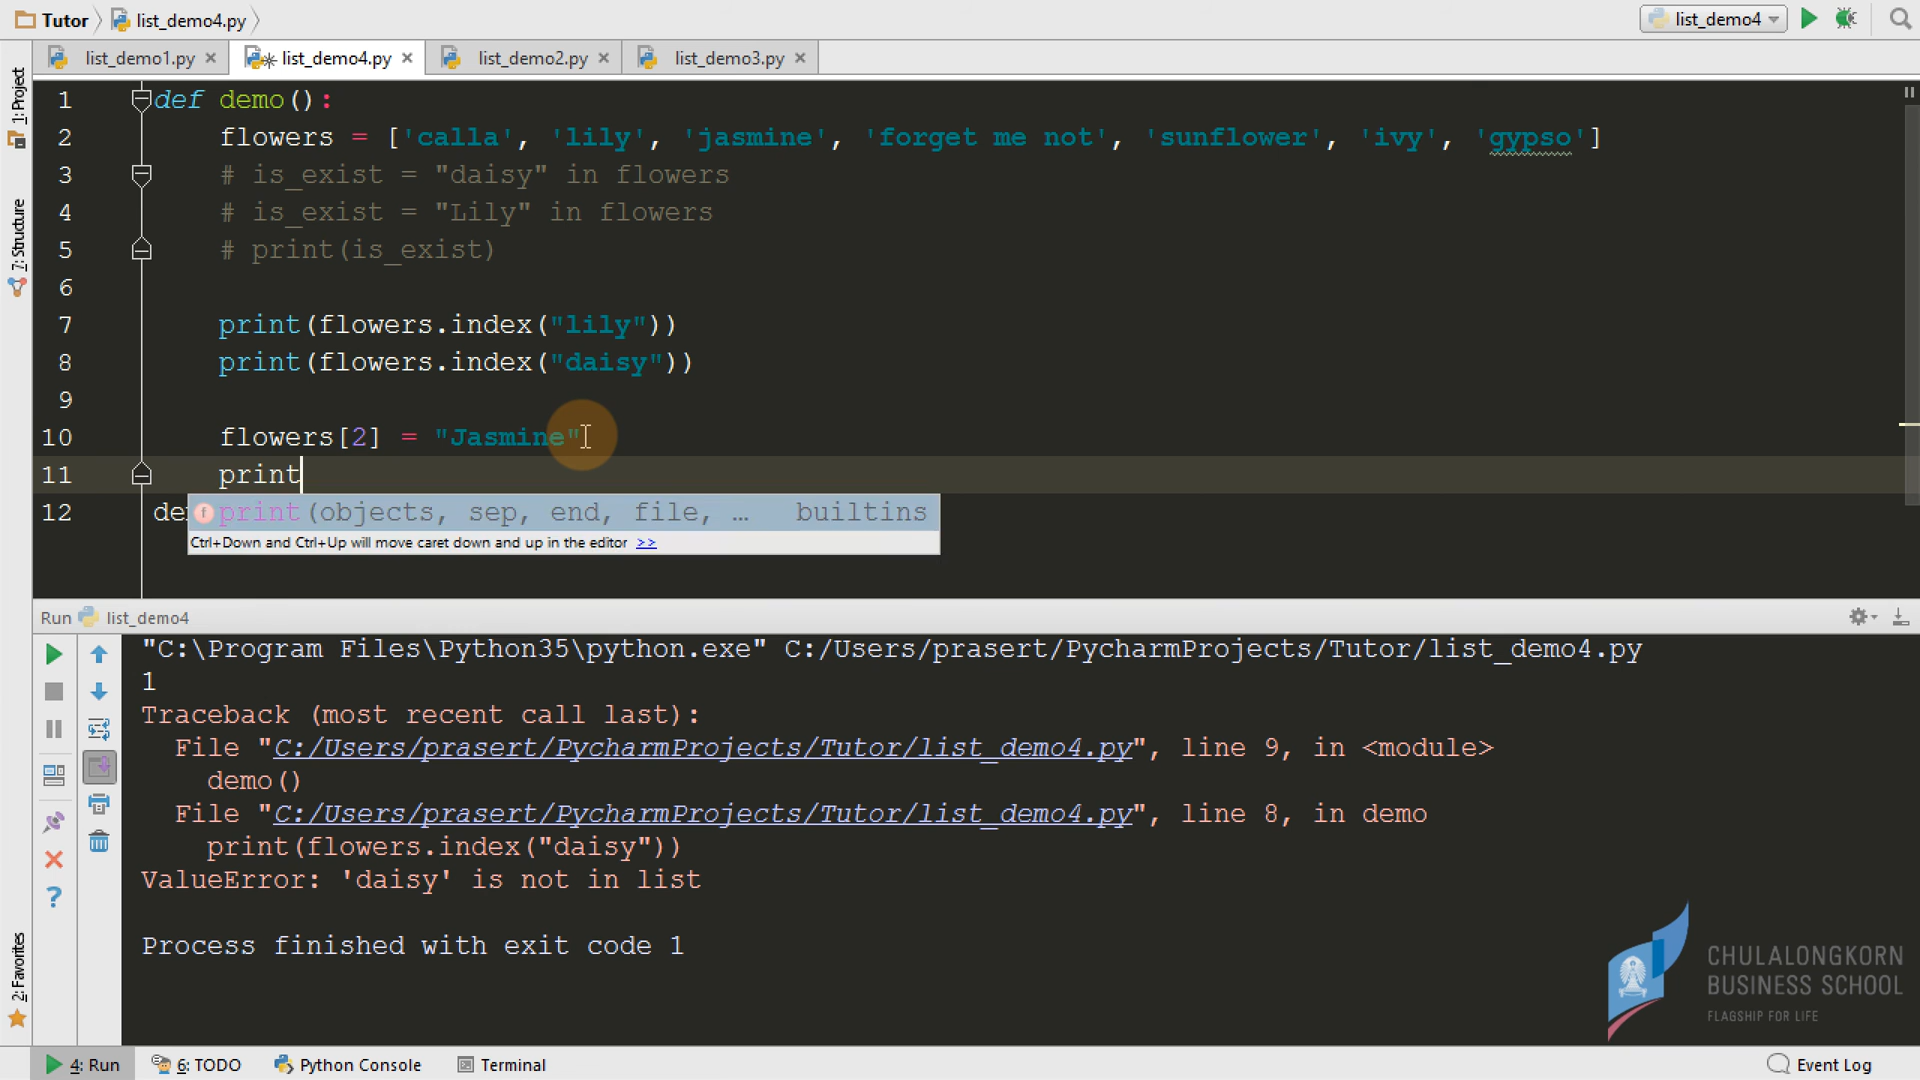 Tutor list_demo4.py list_demo4
list_demo1.py list_demo4.py list_demo2.py list_demo3.py
1: Project
7: Structure
2: Favorites
1 def demo():
2 flowers = ['calla', 'lily', 'jasmine', 'forget me not', 'sunflower', 'ivy', 'gypso']
3 # is_exist = "daisy" in flowers
4 # is_exist = "Lily" in flowers
5 # print(is_exist)
6
7 print(flowers.index("lily"))
8 print(flowers.index("daisy"))
9
10 flowers[2] = "Jasmine"
11 print
12 de
print(objects, sep, end, file, … builtins
Ctrl+Down and Ctrl+Up will move caret down and up in the editor >>
Run list_demo4
"C:\Program Files\Python35\python.exe" C:/Users/prasert/PycharmProjects/Tutor/list_demo4.py
1
Traceback (most recent call last):
File "C:/Users/prasert/PycharmProjects/Tutor/list_demo4.py", line 9, in <module>
demo()
File "C:/Users/prasert/PycharmProjects/Tutor/list_demo4.py", line 8, in demo
print(flowers.index("daisy"))
ValueError: 'daisy' is not in list
Process finished with exit code 1
CHULALONGKORN
BUSINESS SCHOOL
FLAGSHIP FOR LIFE
4: Run 6: TODO Python Console Terminal Event Log